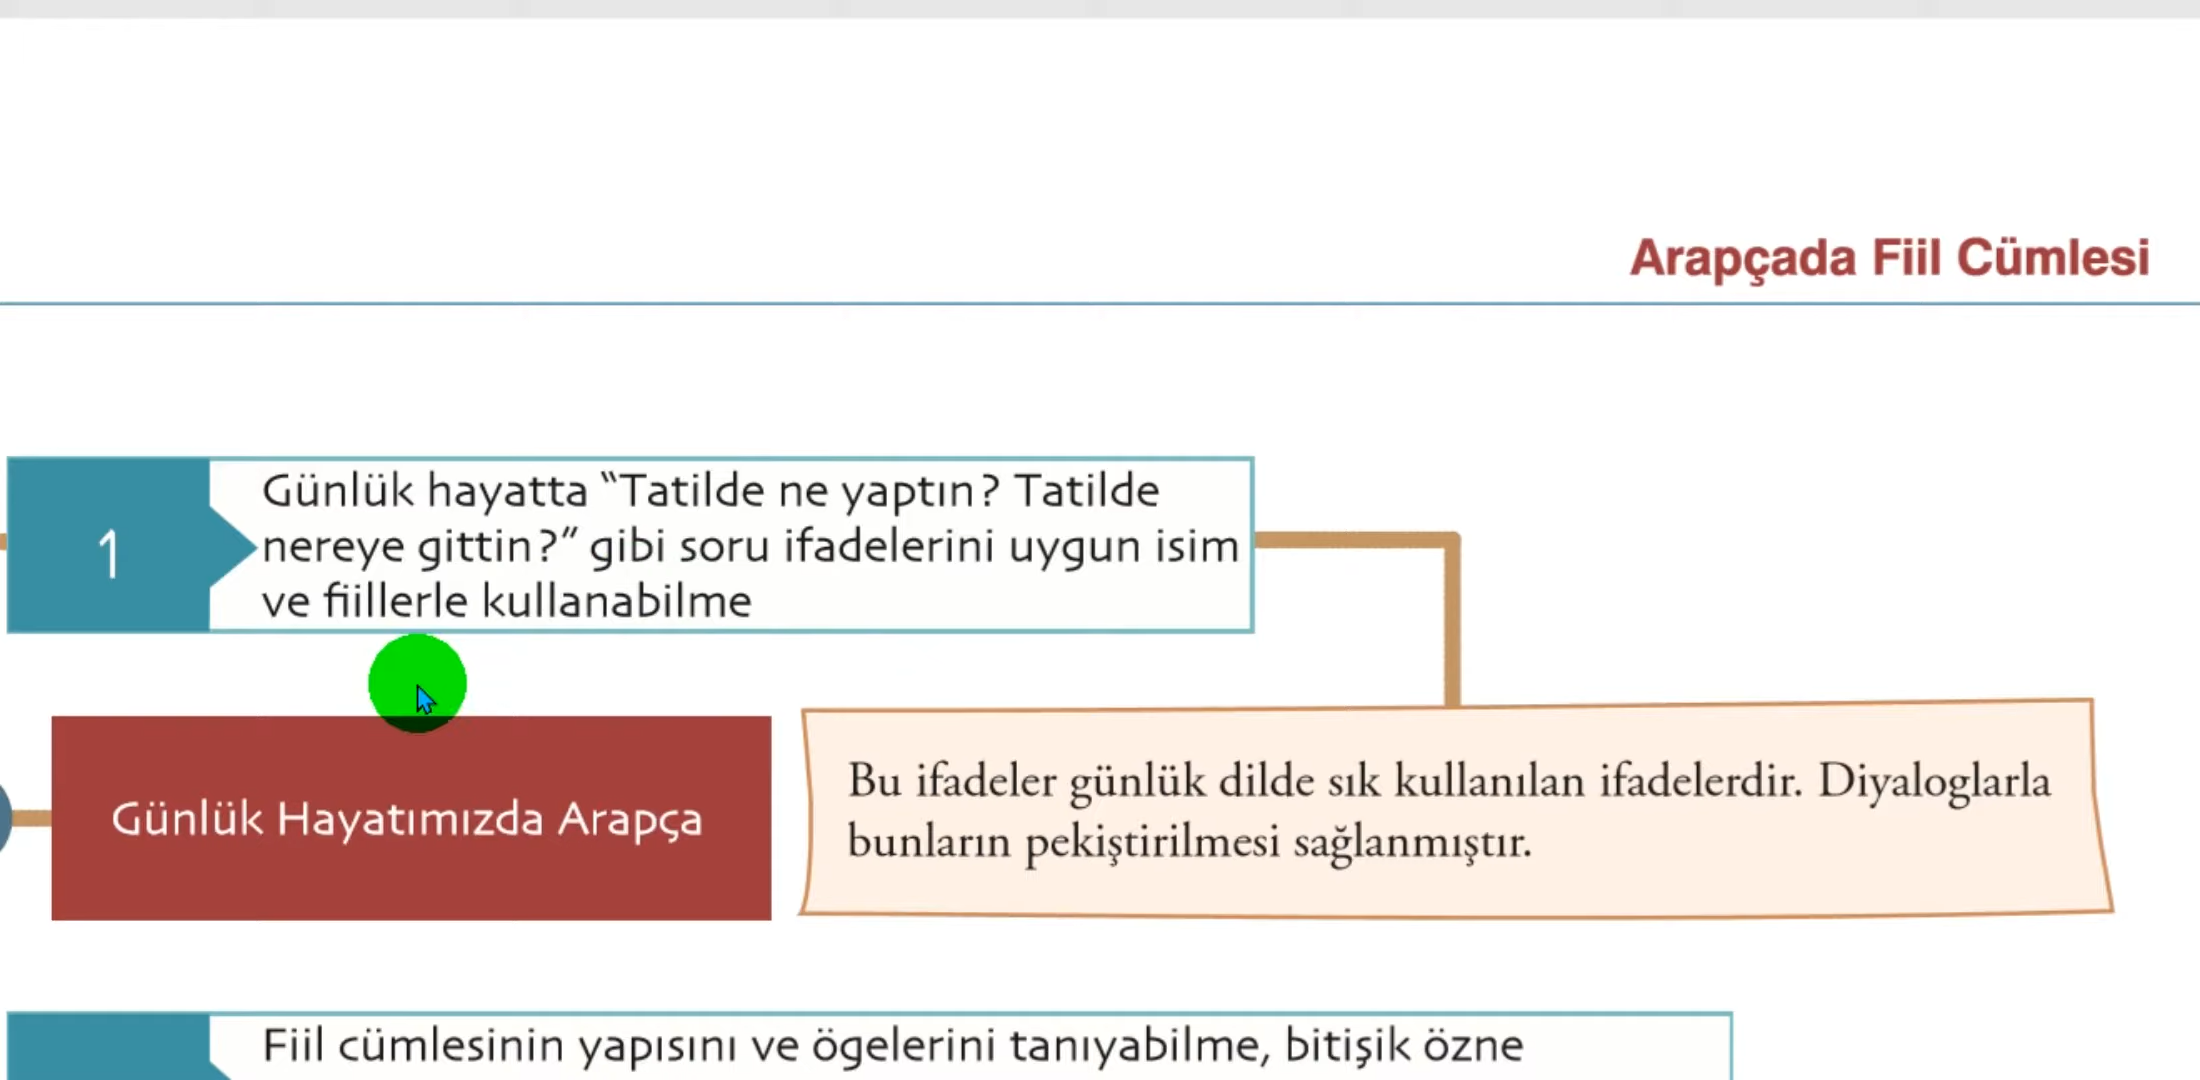 Arapçada Fiil Cümlesi
1
Günlük hayatta “Tatilde ne yaptın? Tatilde
nereye gittin?” gibi soru ifadelerini uygun isim
ve fiillerle kullanabilme
Günlük Hayatımızda Arapça
Bu ifadeler günlük dilde sık kullanılan ifadelerdir. Diyaloglarla
bunların pekiştirilmesi sağlanmıştır.
Fiil cümlesinin yapısını ve ögelerini tanıyabilme, bitişik özne